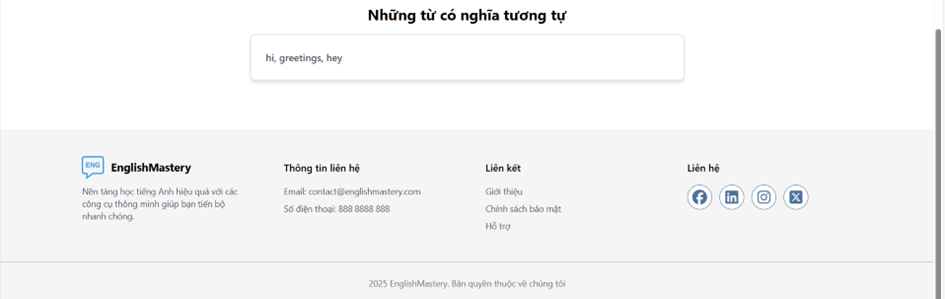 Những từ có nghĩa tương tự
hi, greetings, hey
ENG
EnglishMastery
Nền tảng học tiếng Anh hiệu quả với các
công cụ thông minh giúp bạn tiến bộ
nhanh chóng.
Thông tin liên hệ
Email: contact@englishmastery.com
Số điện thoại: 888 8888 888
Liên kết
Giới thiệu
Chính sách bảo mật
Hỗ trợ
Liên hệ
2025 EnglishMastery. Bản quyền thuộc về chúng tôi